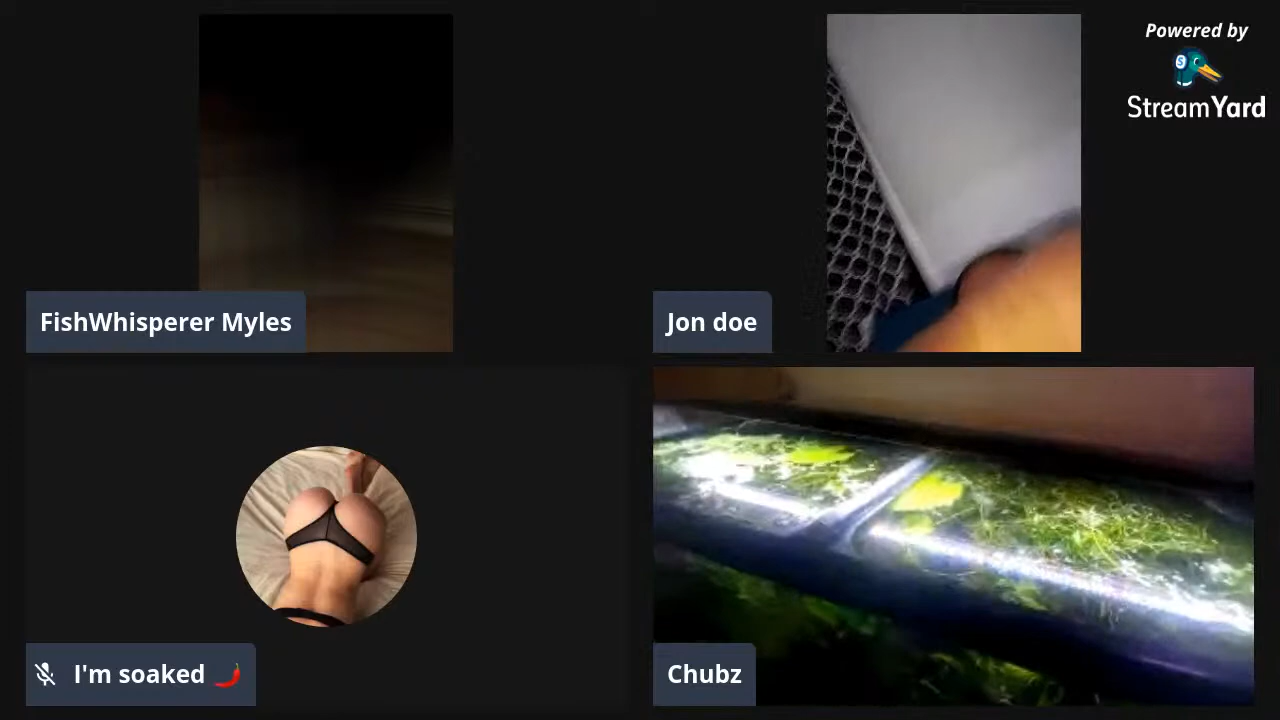 Powered by
StreamYard
FishWhisperer Myles
Jon doe
I'm soaked 🌶️
Chubz